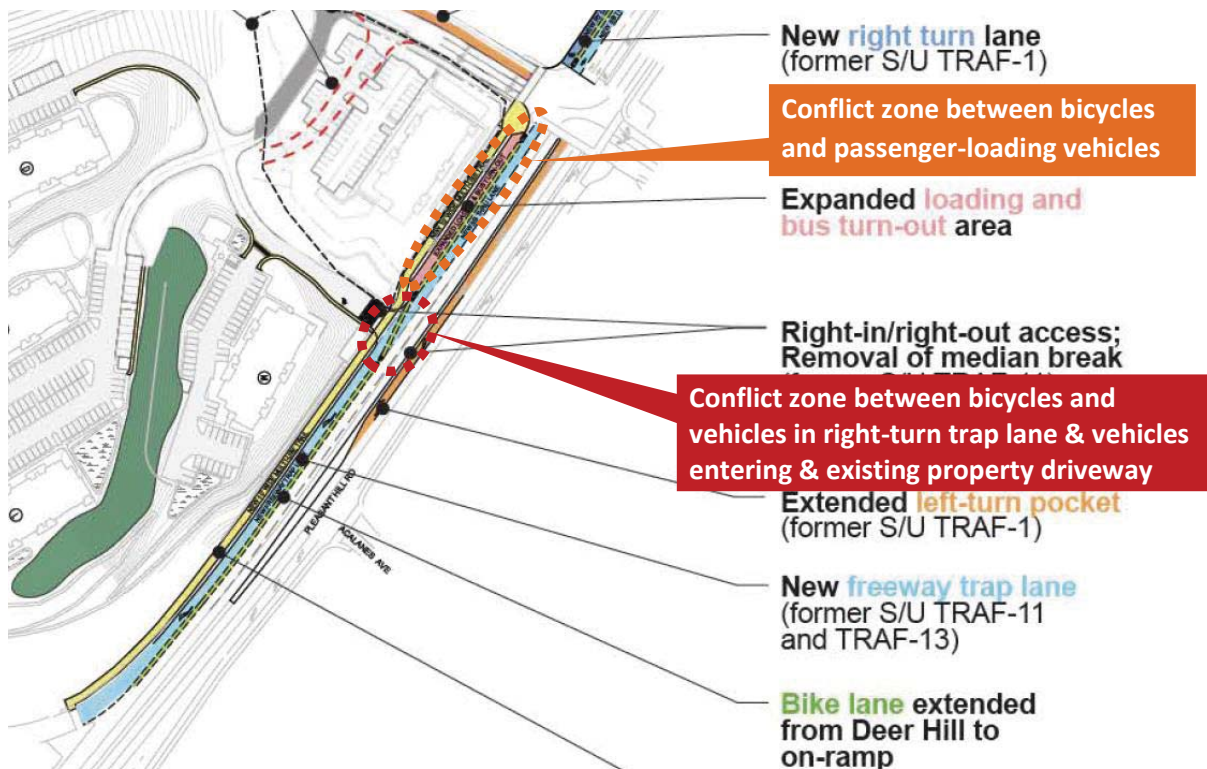 New right turn lane
(former S/U TRAF-1)
Conflict zone between bicycles
and passenger-loading vehicles
Expanded loading and
bus turn-out area
Right-in/right-out access;
Removal of median break
Conflict zone between bicycles and
vehicles in right-turn trap lane & vehicles
entering & existing property driveway
Extended left-turn pocket
(former S/U TRAF-1)
PLEASANT HILL RD
ACALANES AVE
New freeway trap lane
(former S/U TRAF-11
and TRAF-13)
Bike lane extended
from Deer Hill to
on-ramp